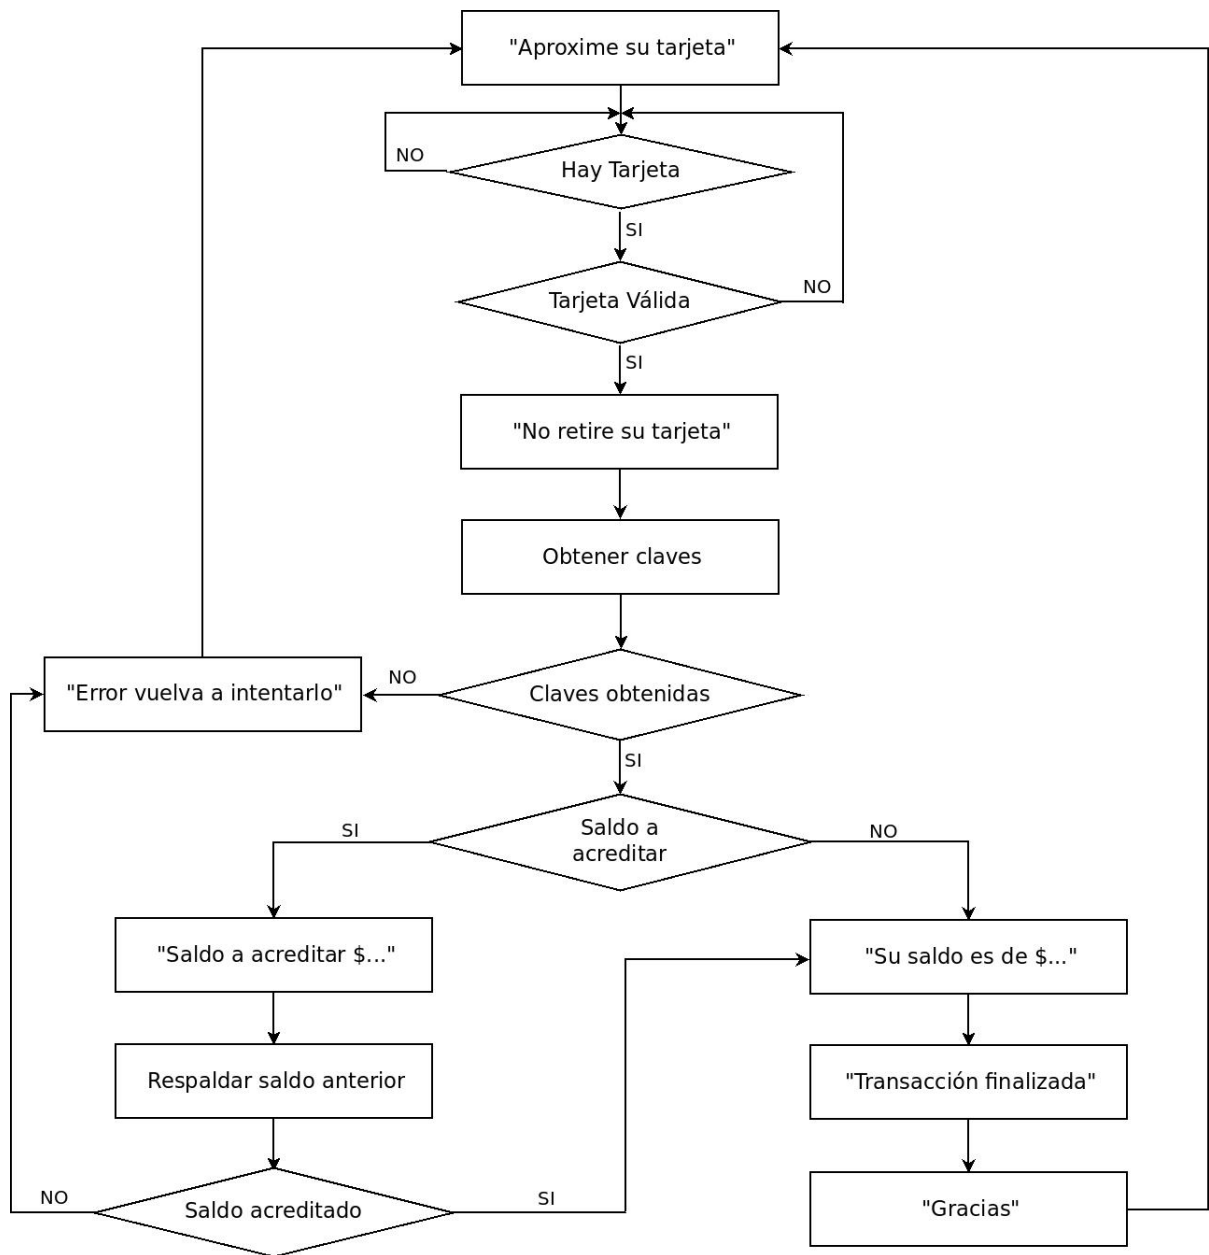 "Aproxime su tarjeta"
NO
Hay Tarjeta
SI
Tarjeta Válida
NO
SI
"No retire su tarjeta"
Obtener claves
"Error vuelva a intentarlo"
NO
Claves obtenidas
SI
SI
Saldo a
acreditar
NO
"Saldo a acreditar $..."
"Su saldo es de $..."
Respaldar saldo anterior
"Transacción finalizada"
NO
Saldo acreditado
SI
"Gracias"